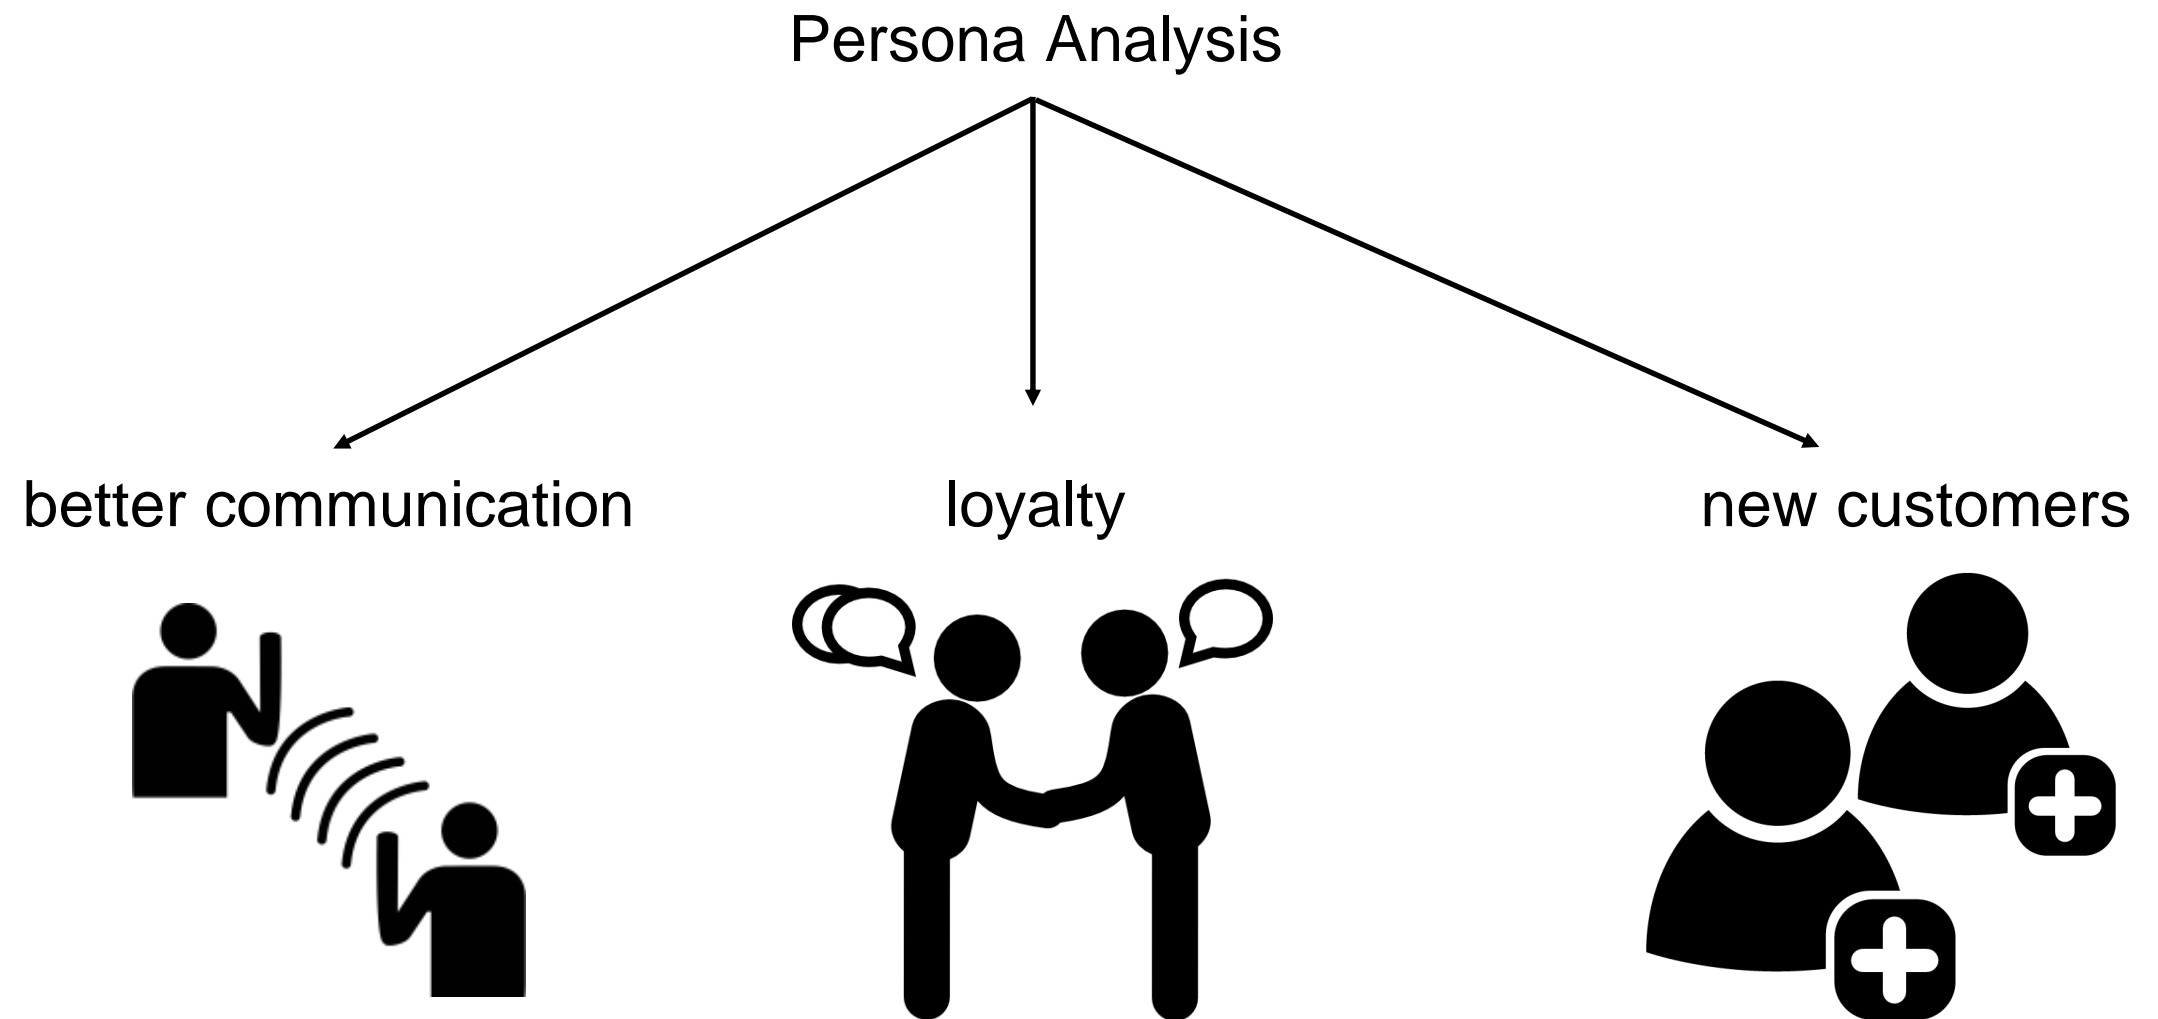 Persona Analysis
better communication
loyalty
new customers